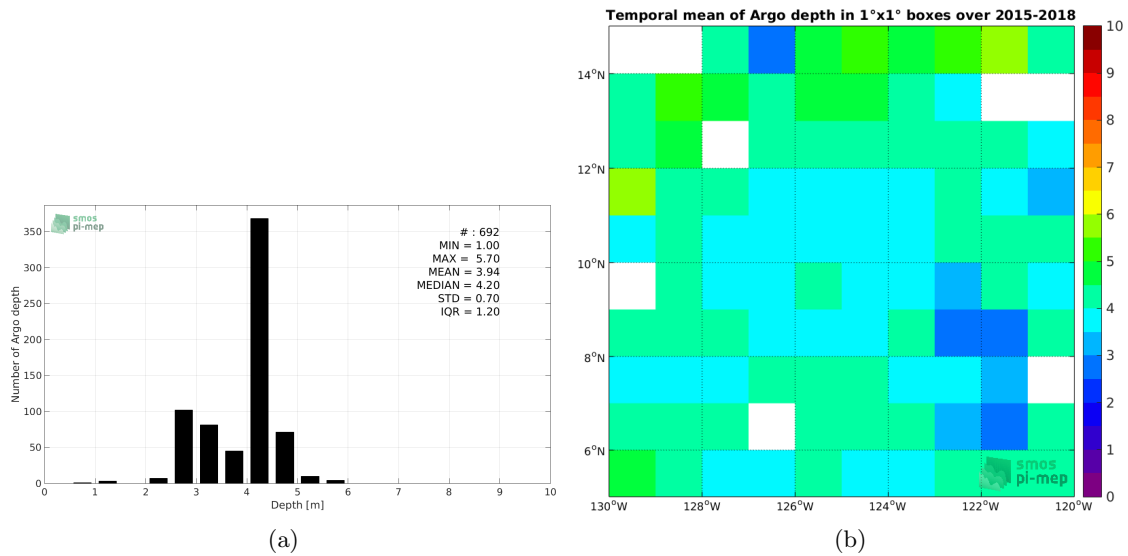 smos
pi-mep
# : 692
MIN = 1.00
MAX = 5.70
MEAN = 3.94
MEDIAN = 4.20
STD = 0.70
IQR = 1.20
Number of Argo depth
350
300
250
200
150
100
50
0
0 1 2 3 4 5 6 7 8 9 10
Depth [m]
(a)
Temporal mean of Argo depth in 1°x1° boxes over 2015-2018
14°N
12°N
10°N
8°N
6°N
130°W 128°W 126°W 124°W 122°W 120°W
smos
pi-mep
10
9
8
7
6
5
4
3
2
1
0
(b)